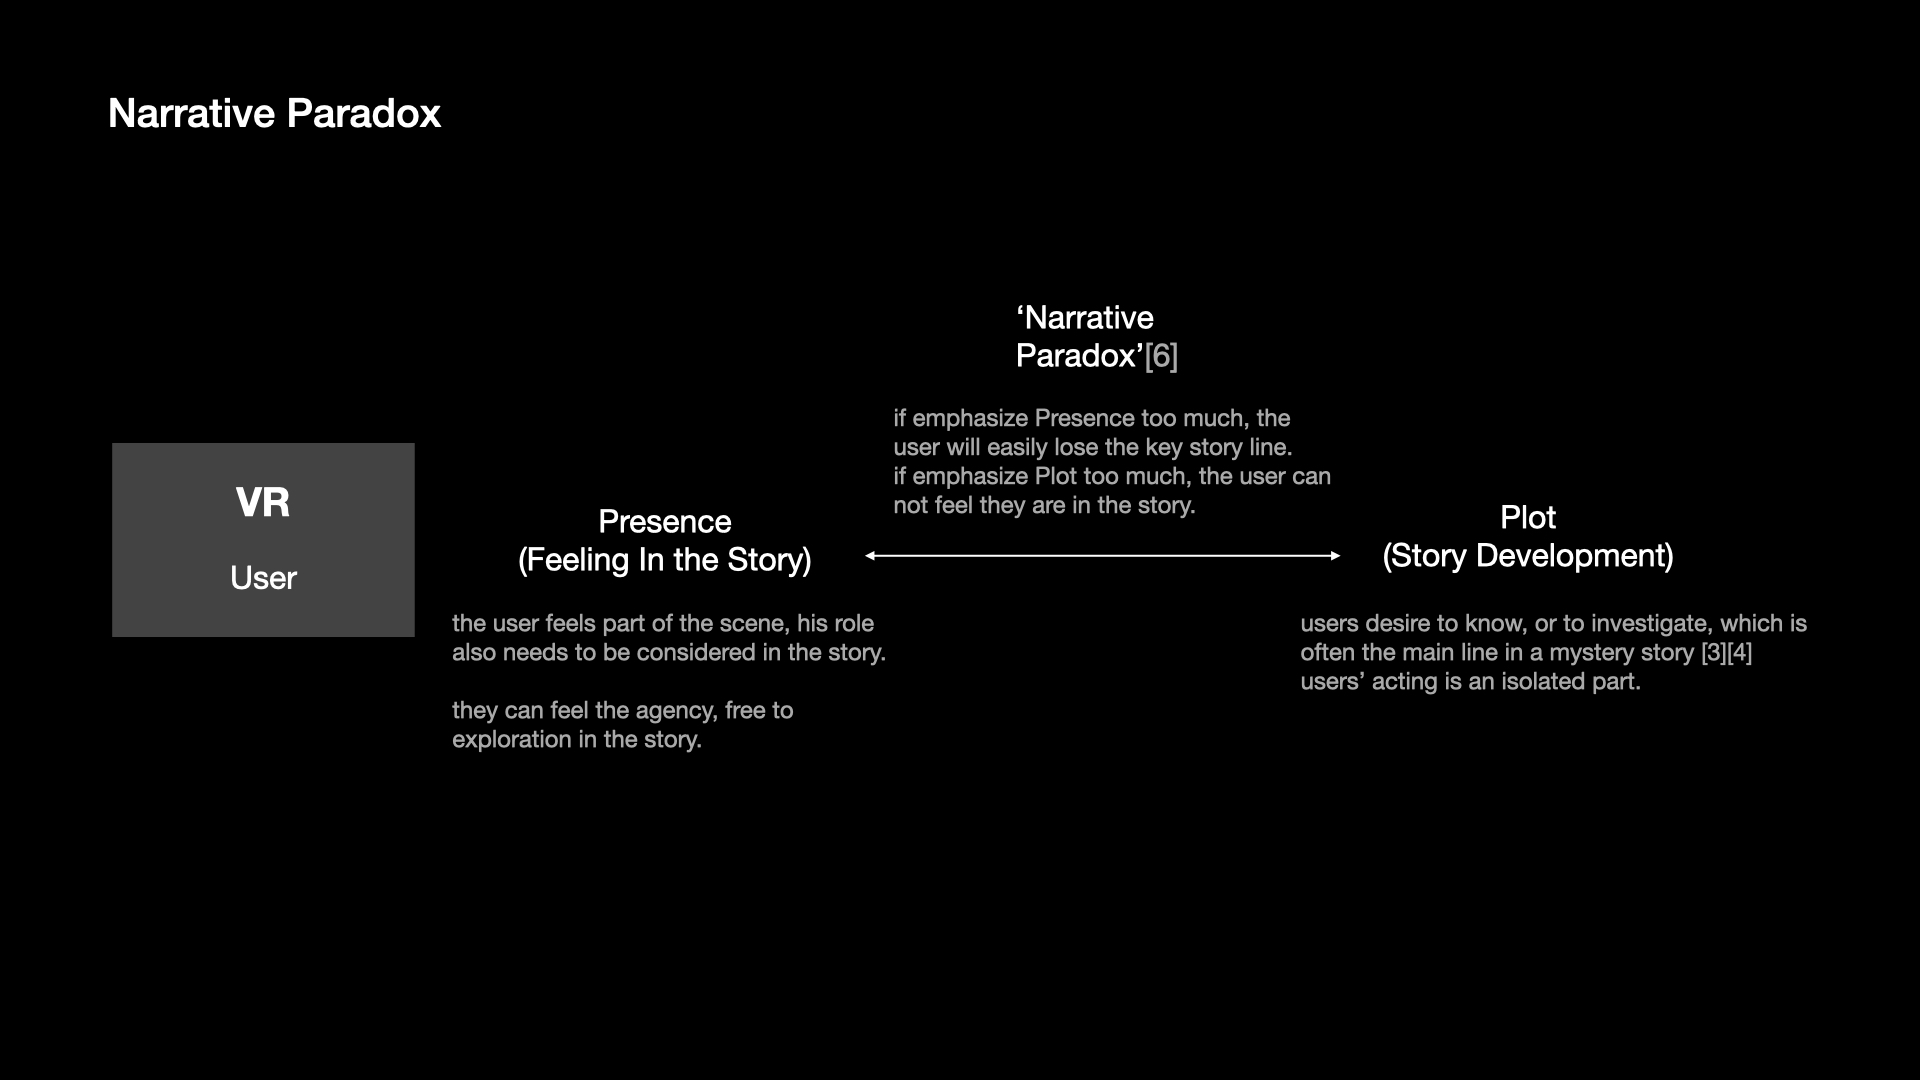 Narrative Paradox
VR
User
Presence
(Feeling In the Story)
the user feels part of the scene, his role
also needs to be considered in the story.
they can feel the agency, free to
exploration in the story.
‘Narrative
Paradox’[6]
if emphasize Presence too much, the
user will easily lose the key story line.
if emphasize Plot too much, the user can
not feel they are in the story.
Plot
(Story Development)
users desire to know, or to investigate, which is
often the main line in a mystery story [3][4]
users’ acting is an isolated part.